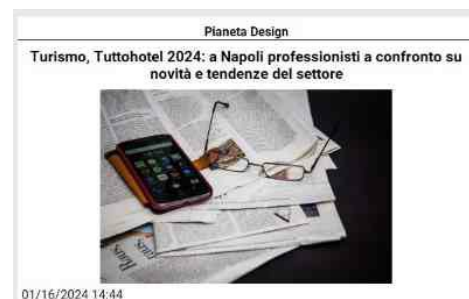 Pianeta Design
Turismo, Tuttohotel 2024: a Napoli professionisti a confronto su
novità e tendenze del settore
01/16/2024 14:44